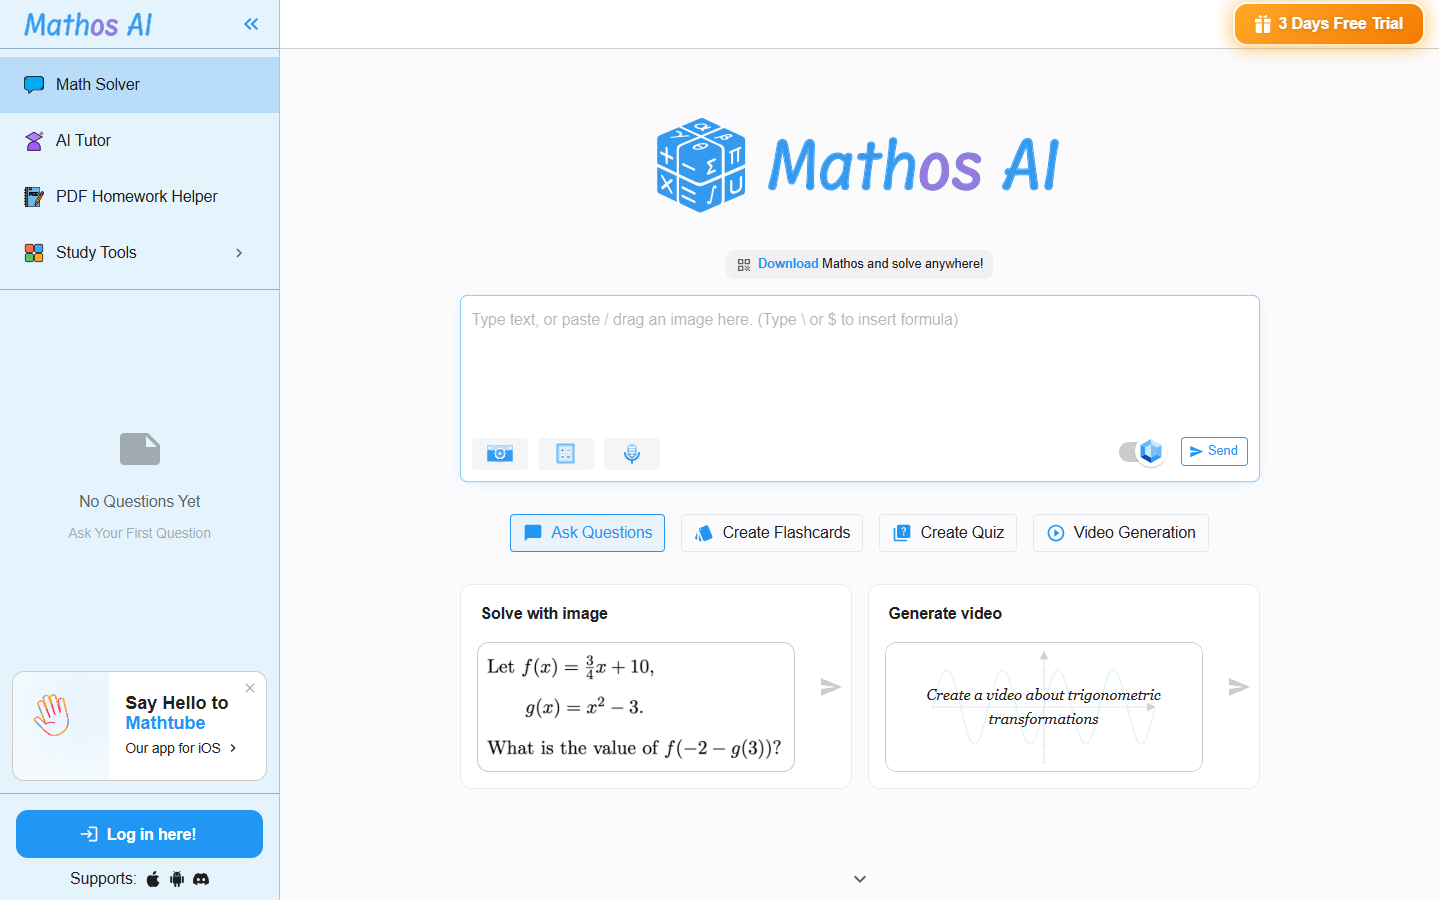 Mathos AI
3 Days Free Trial
Math Solver
AI Tutor
PDF Homework Helper
Study Tools
No Questions Yet
Ask Your First Question
Say Hello to
Mathtube
Our app for iOS
Log in here!
Supports:
α
γ
β
θ
+ − Σ π
× = ∫ U
Mathos AI
Download Mathos and solve anywhere!
Type text, or paste / drag an image here. (Type \ or $ to insert formula)
Send
Ask Questions
Create Flashcards
Create Quiz
Video Generation
Solve with image
Let f(x) = 3/4 x + 10,
g(x) = x² − 3.
What is the value of f(−2 − g(3))?
Generate video
Create a video about trigonometric
transformations